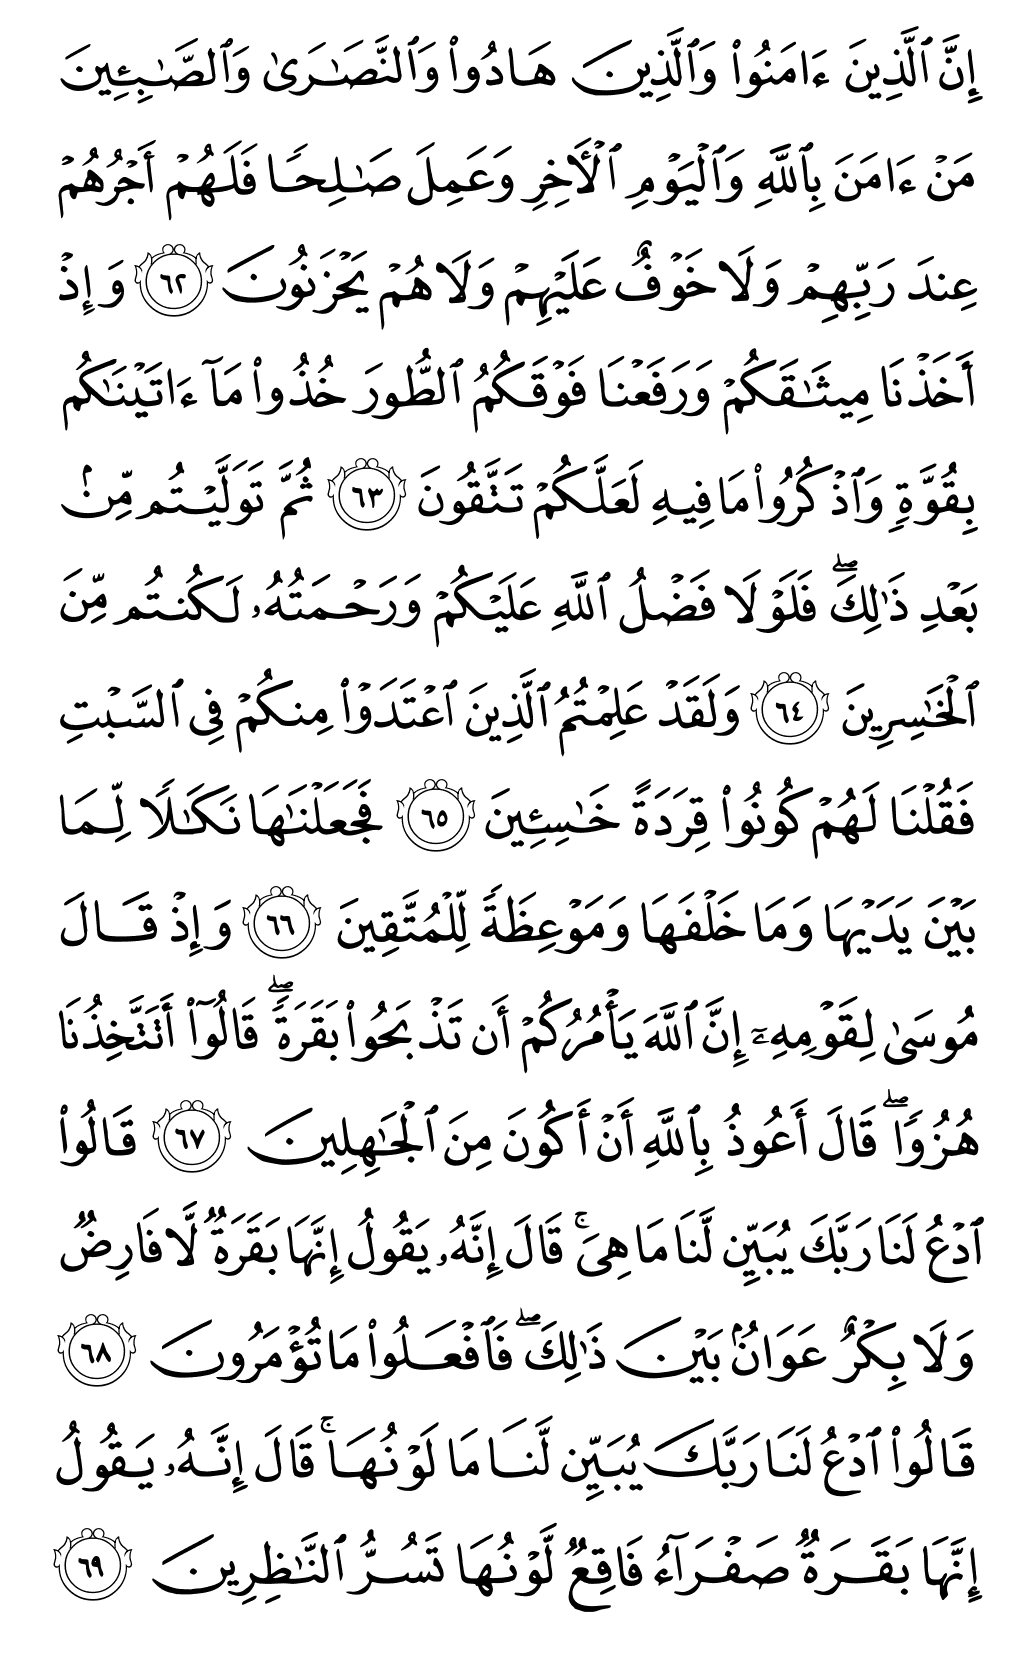 إِنَّ ٱلَّذِينَ ءَامَنُوا۟ وَٱلَّذِينَ هَادُوا۟ وَٱلنَّصَـٰرَىٰ وَٱلصَّـٰبِـِٔينَ
مَنْ ءَامَنَ بِٱللَّهِ وَٱلْيَوْمِ ٱلْـَٔاخِرِ وَعَمِلَ صَـٰلِحًا فَلَهُمْ أَجْرُهُمْ
عِندَ رَبِّهِمْ وَلَا خَوْفٌ عَلَيْهِمْ وَلَا هُمْ يَحْزَنُونَ ٦٢ وَإِذْ
أَخَذْنَا مِيثَـٰقَكُمْ وَرَفَعْنَا فَوْقَكُمُ ٱلطُّورَ خُذُوا۟ مَآ ءَاتَيْنَـٰكُم
بِقُوَّةٍ وَٱذْكُرُوا۟ مَا فِيهِ لَعَلَّكُمْ تَتَّقُونَ ٦٣ ثُمَّ تَوَلَّيْتُم مِّنۢ
بَعْدِ ذَٰلِكَ ۖ فَلَوْلَا فَضْلُ ٱللَّهِ عَلَيْكُمْ وَرَحْمَتُهُۥ لَكُنتُم مِّنَ
ٱلْخَـٰسِرِينَ ٦٤ وَلَقَدْ عَلِمْتُمُ ٱلَّذِينَ ٱعْتَدَوْا۟ مِنكُمْ فِى ٱلسَّبْتِ
فَقُلْنَا لَهُمْ كُونُوا۟ قِرَدَةً خَـٰسِـِٔينَ ٦٥ فَجَعَلْنَـٰهَا نَكَـٰلًا لِّمَا
بَيْنَ يَدَيْهَا وَمَا خَلْفَهَا وَمَوْعِظَةً لِّلْمُتَّقِينَ ٦٦ وَإِذْ قَالَ
مُوسَىٰ لِقَوْمِهِۦٓ إِنَّ ٱللَّهَ يَأْمُرُكُمْ أَن تَذْبَحُوا۟ بَقَرَةً ۖ قَالُوٓا۟ أَتَتَّخِذُنَا
هُزُوًا ۖ قَالَ أَعُوذُ بِٱللَّهِ أَنْ أَكُونَ مِنَ ٱلْجَـٰهِلِينَ ٦٧ قَالُوا۟
ٱدْعُ لَنَا رَبَّكَ يُبَيِّن لَّنَا مَا هِىَ ۚ قَالَ إِنَّهُۥ يَقُولُ إِنَّهَا بَقَرَةٌ لَّا فَارِضٌ
وَلَا بِكْرٌ عَوَانٌۢ بَيْنَ ذَٰلِكَ ۖ فَٱفْعَلُوا۟ مَا تُؤْمَرُونَ ٦٨
قَالُوا۟ ٱدْعُ لَنَا رَبَّكَ يُبَيِّن لَّنَا مَا لَوْنُهَا ۚ قَالَ إِنَّهُۥ يَقُولُ
إِنَّهَا بَقَرَةٌ صَفْرَآءُ فَاقِعٌ لَّوْنُهَا تَسُرُّ ٱلنَّـٰظِرِينَ ٦٩